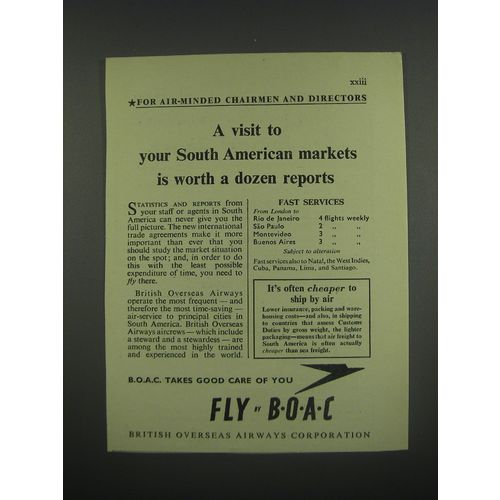 xxiii
★FOR AIR-MINDED CHAIRMEN AND DIRECTORS
A visit to
your South American markets
is worth a dozen reports
STATISTICS AND REPORTS from
your staff or agents in South
America can never give you the
full picture. The new international
trade agreements make it more
important than ever that you
should study the market situation
on the spot; and, in order to do
this with the least possible
expenditure of time, you need to
fly there.
British Overseas Airways
operate the most frequent — and
therefore the most time-saving —
air-service to principal cities in
South America. British Overseas
Airways aircrews — which include
a steward and a stewardess — are
among the most highly trained
and experienced in the world.
FAST SERVICES
From London to
Rio de Janeiro 4 flights weekly
São Paulo 2 „ „
Montevideo 3 „ „
Buenos Aires 3 „ „
Subject to alteration
Fast services also to Natal, the West Indies,
Cuba, Panama, Lima, and Santiago.
It's often cheaper to
ship by air
Lower insurance, packing and ware-
housing costs—and also, in shipping
to countries that assess Customs
Duties by gross weight, the lighter
packaging—means that air freight to
South America is often actually
cheaper than sea freight.
B.O.A.C. TAKES GOOD CARE OF YOU
FLY BY B·O·A·C
BRITISH OVERSEAS AIRWAYS CORPORATION